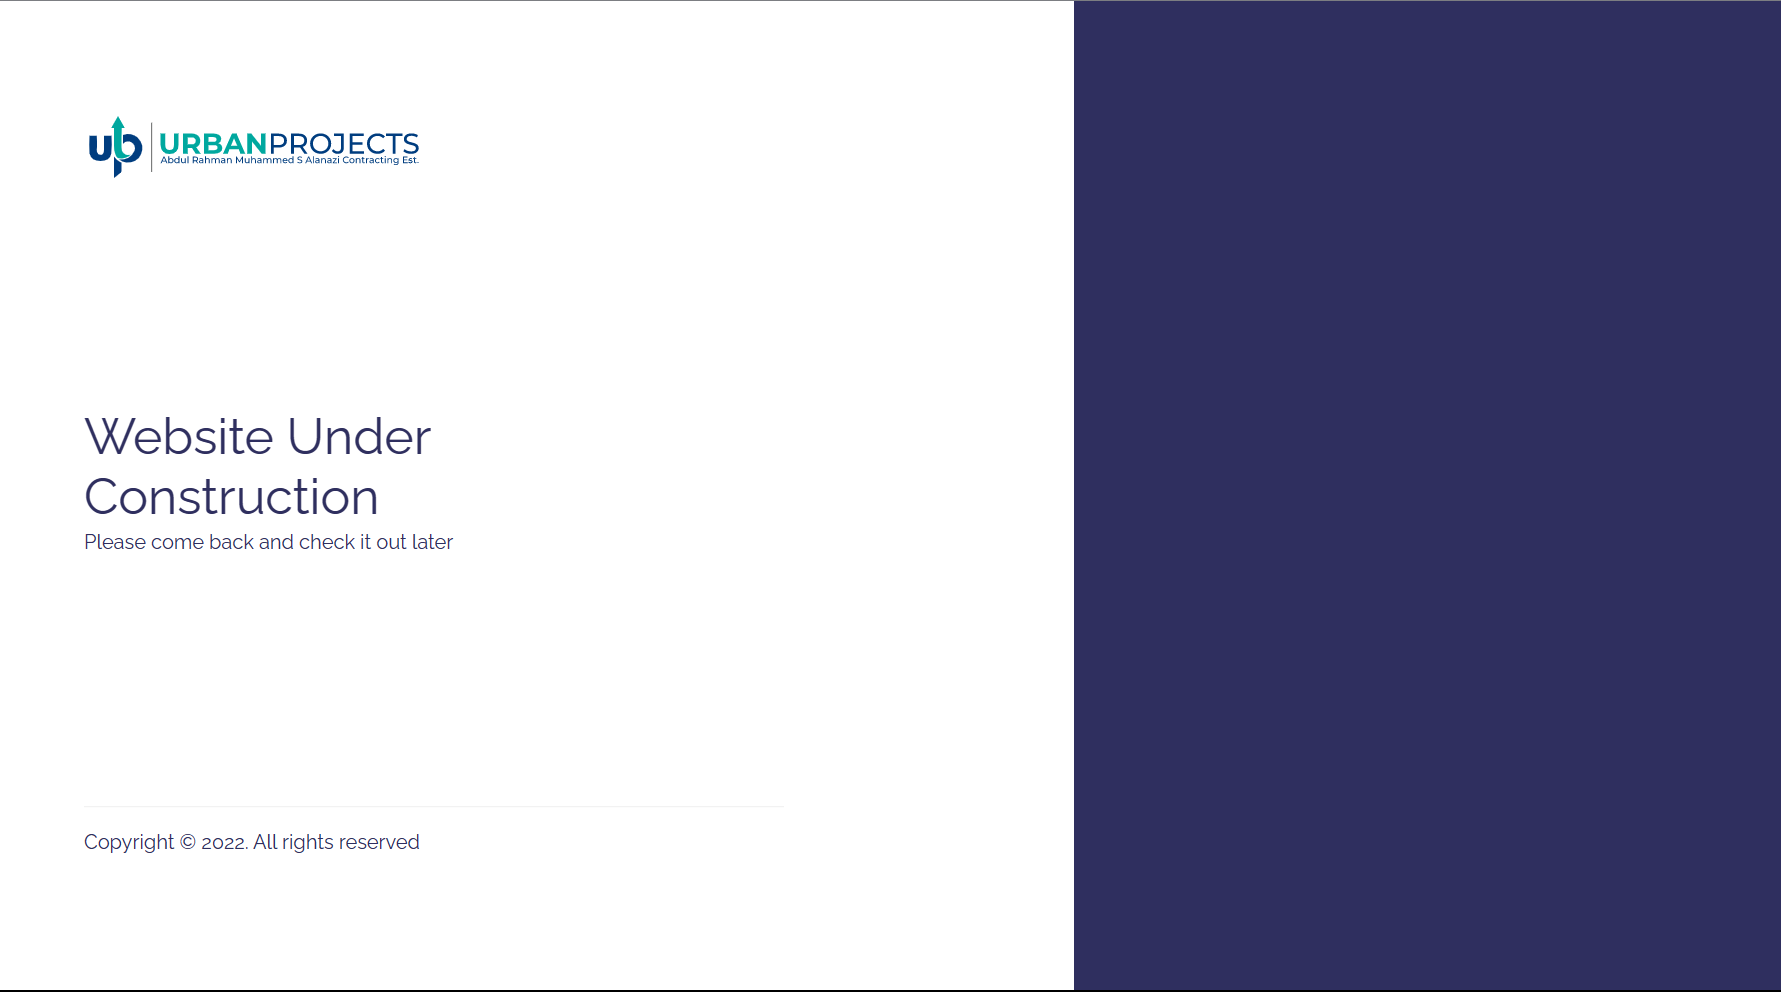 up
URBANPROJECTS
Abdul Rahman Muhammed S Alanazi Contracting Est.
Website Under
Construction
Please come back and check it out later
Copyright © 2022. All rights reserved